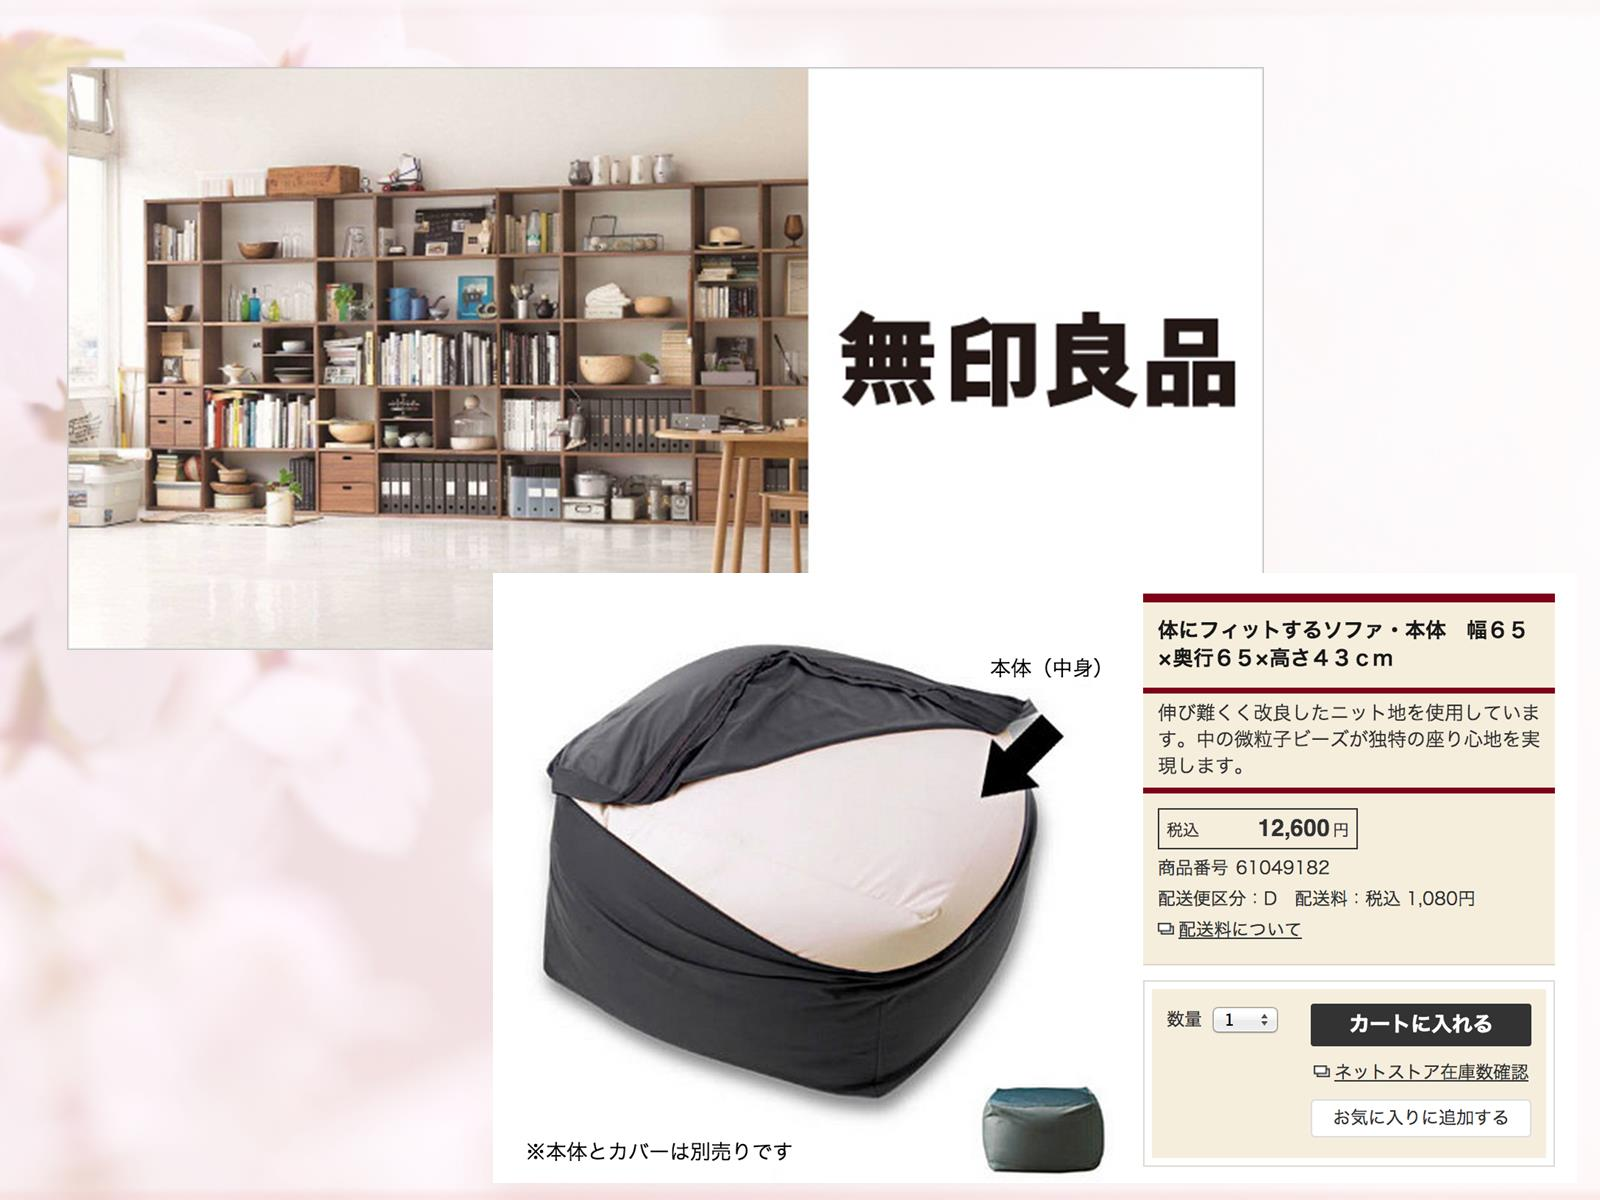 無印良品
本体（中身）
※本体とカバーは別売りです
体にフィットするソファ・本体　幅６５
×奥行６５×高さ４３ｃｍ
伸び難くく改良したニット地を使用していま
す。中の微粒子ビーズが独特の座り心地を実
現します。
税込 12,600円
商品番号 61049182
配送便区分：D　配送料：税込 1,080円
配送料について
数量 1
カートに入れる
ネットストア在庫数確認
お気に入りに追加する